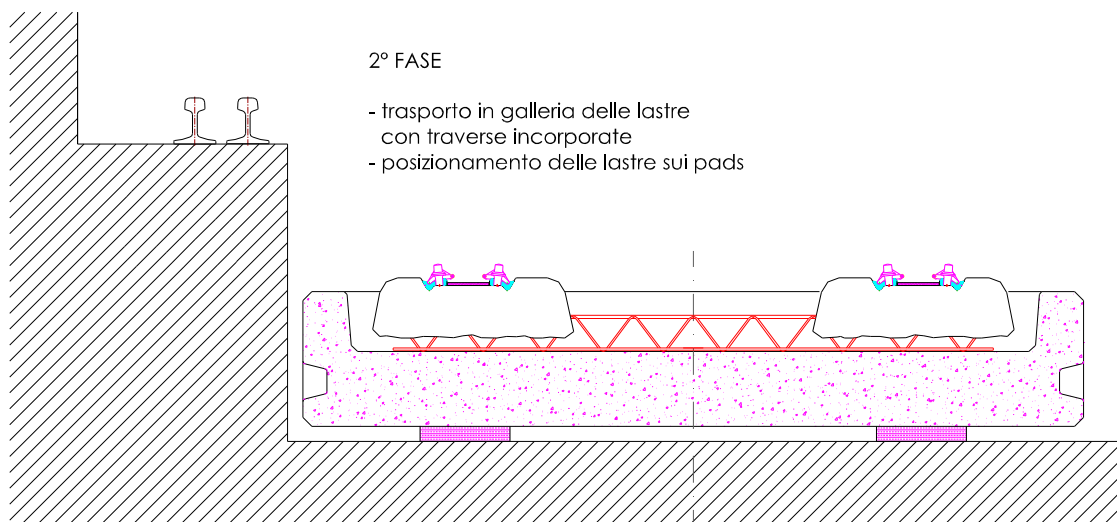 2° FASE
- trasporto in galleria delle lastre
con traverse incorporate
- posizionamento delle lastre sui pads